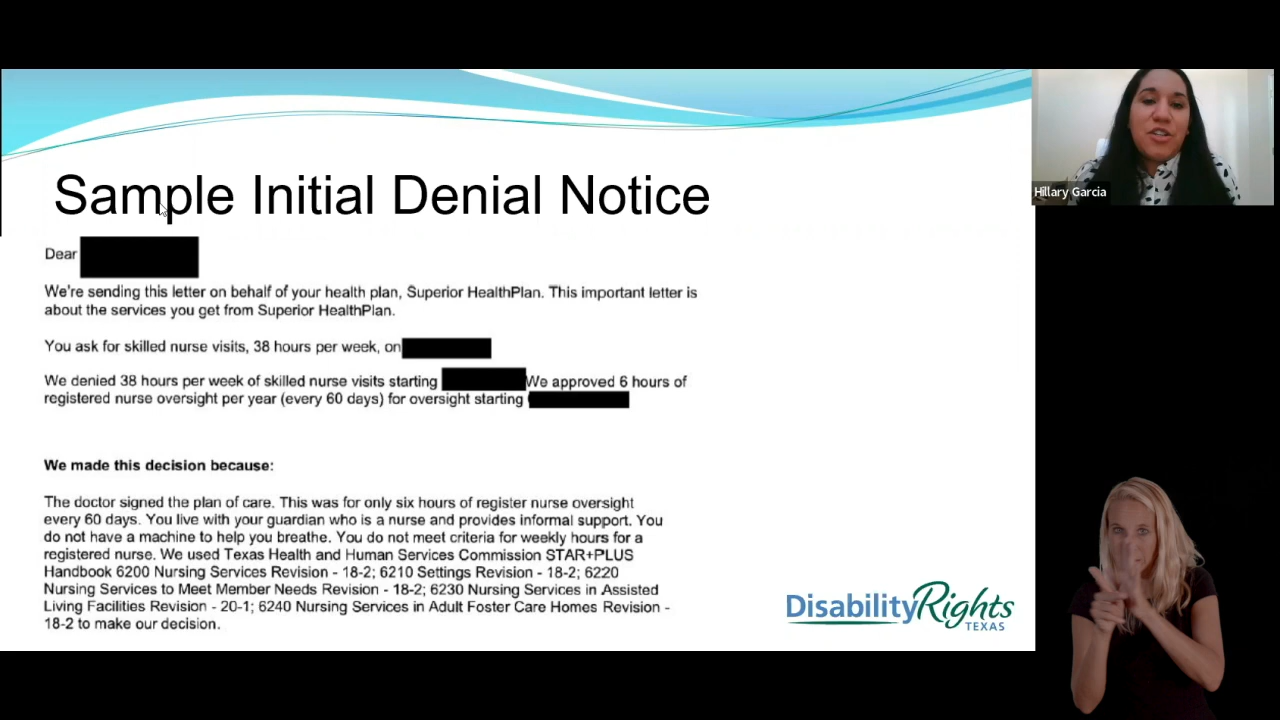 Sample Initial Denial Notice
Hillary Garcia
Dear
We're sending this letter on behalf of your health plan, Superior HealthPlan. This important letter is
about the services you get from Superior HealthPlan.
You ask for skilled nurse visits, 38 hours per week, on
We denied 38 hours per week of skilled nurse visits starting We approved 6 hours of
registered nurse oversight per year (every 60 days) for oversight starting
We made this decision because:
The doctor signed the plan of care. This was for only six hours of register nurse oversight
every 60 days. You live with your guardian who is a nurse and provides informal support. You
do not have a machine to help you breathe. You do not meet criteria for weekly hours for a
registered nurse. We used Texas Health and Human Services Commission STAR+PLUS
Handbook 6200 Nursing Services Revision - 18-2; 6210 Settings Revision - 18-2; 6220
Nursing Services to Meet Member Needs Revision - 18-2; 6230 Nursing Services in Assisted
Living Facilities Revision - 20-1; 6240 Nursing Services in Adult Foster Care Homes Revision -
18-2 to make our decision.
DisabilityRights
TEXAS